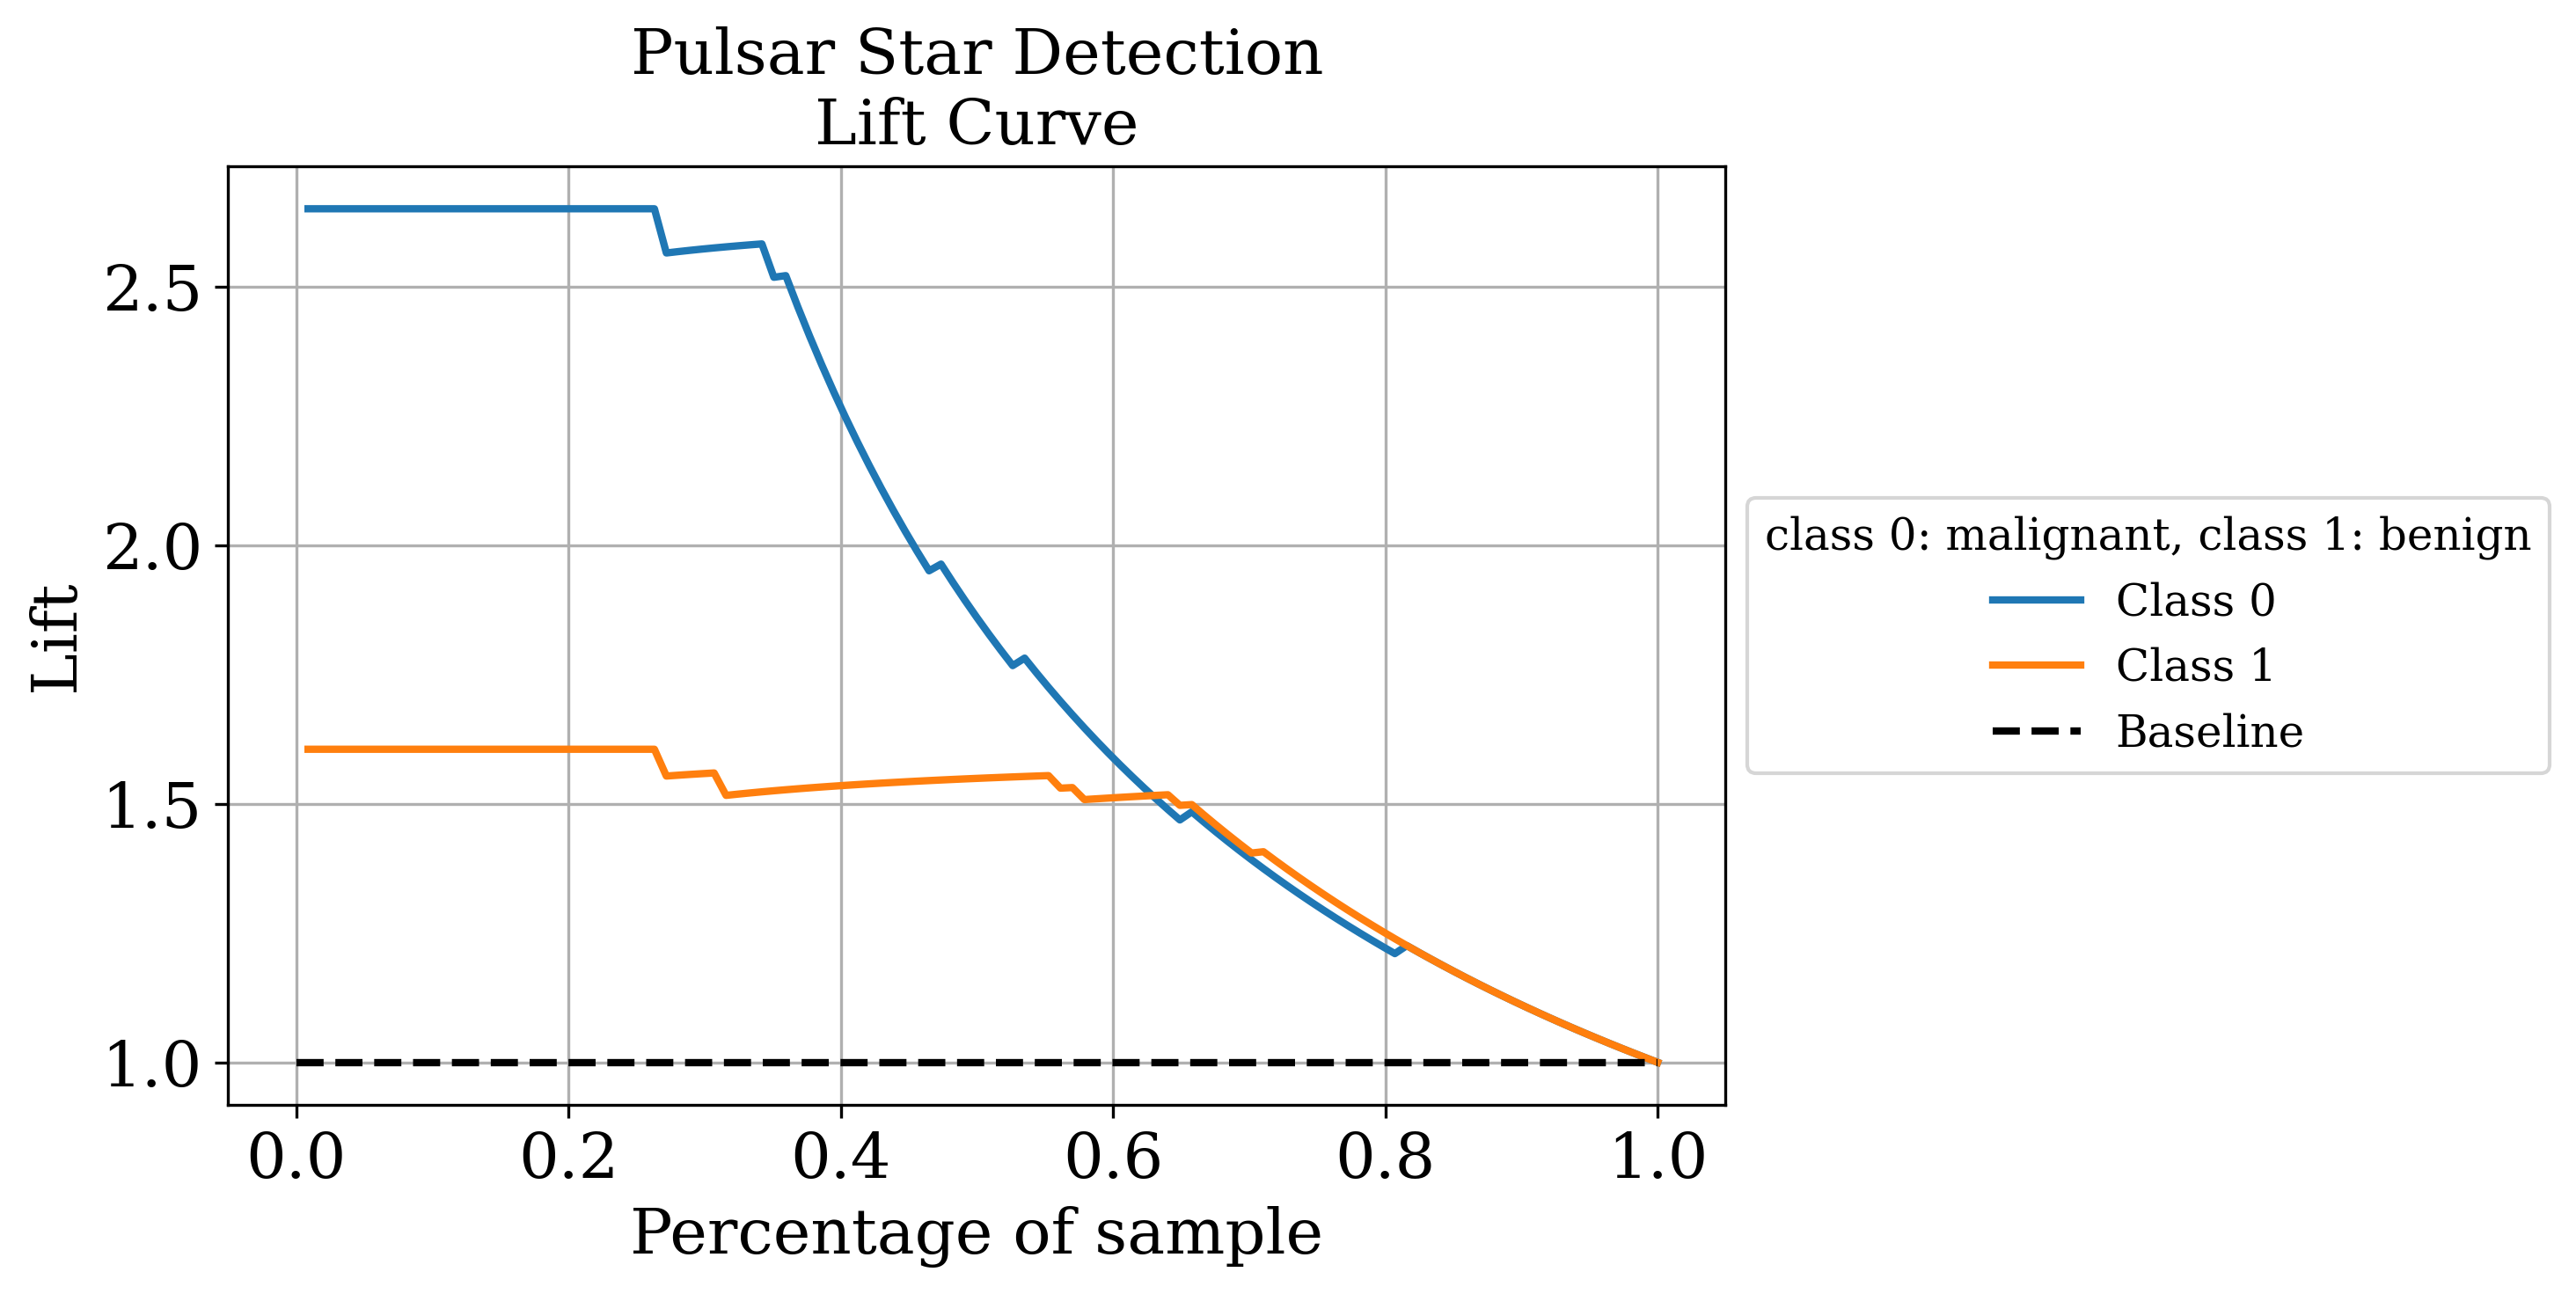 Pulsar Star Detection
Lift Curve
Lift
2.5
2.0
1.5
1.0
0.0 0.2 0.4 0.6 0.8 1.0
Percentage of sample
class 0: malignant, class 1: benign
Class 0
Class 1
Baseline